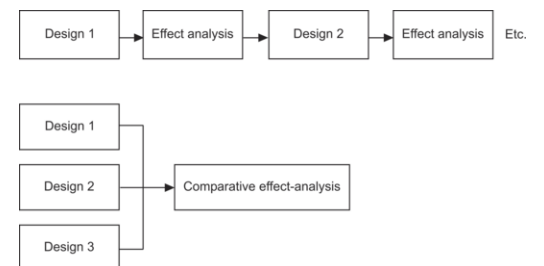 Design 1
Effect analysis
Design 2
Effect analysis
Etc.
Design 1
Design 2
Comparative effect-analysis
Design 3